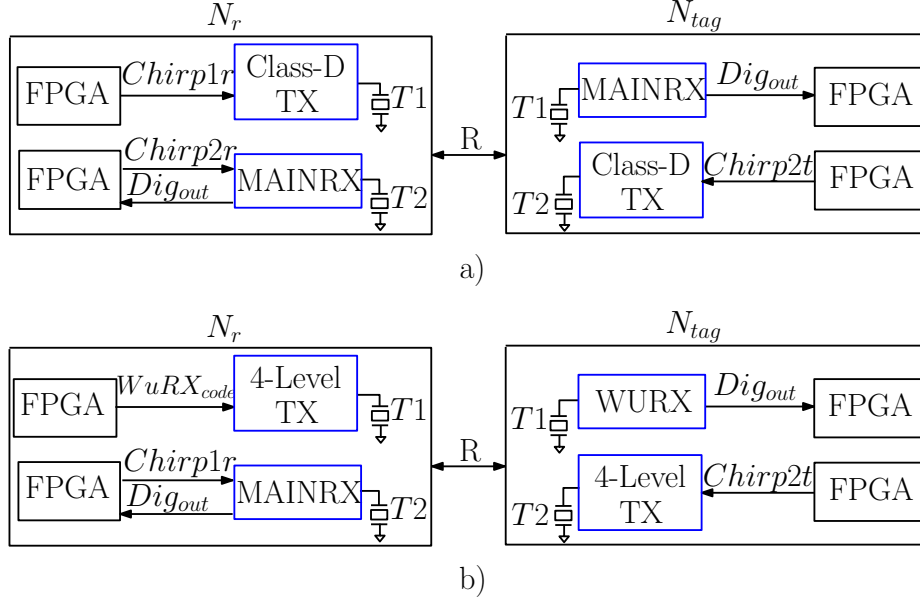 N_r
N_tag
FPGA
Chirp1r
Class-D
TX
T1
FPGA
Chirp2r
Dig_out
MAINRX
T2
R
T1
MAINRX
Dig_out
FPGA
T2
Class-D
TX
Chirp2t
FPGA
a)
N_r
N_tag
FPGA
WuRX_code
4-Level
TX
T1
FPGA
Chirp1r
Dig_out
MAINRX
T2
R
T1
WURX
Dig_out
FPGA
T2
4-Level
TX
Chirp2t
FPGA
b)